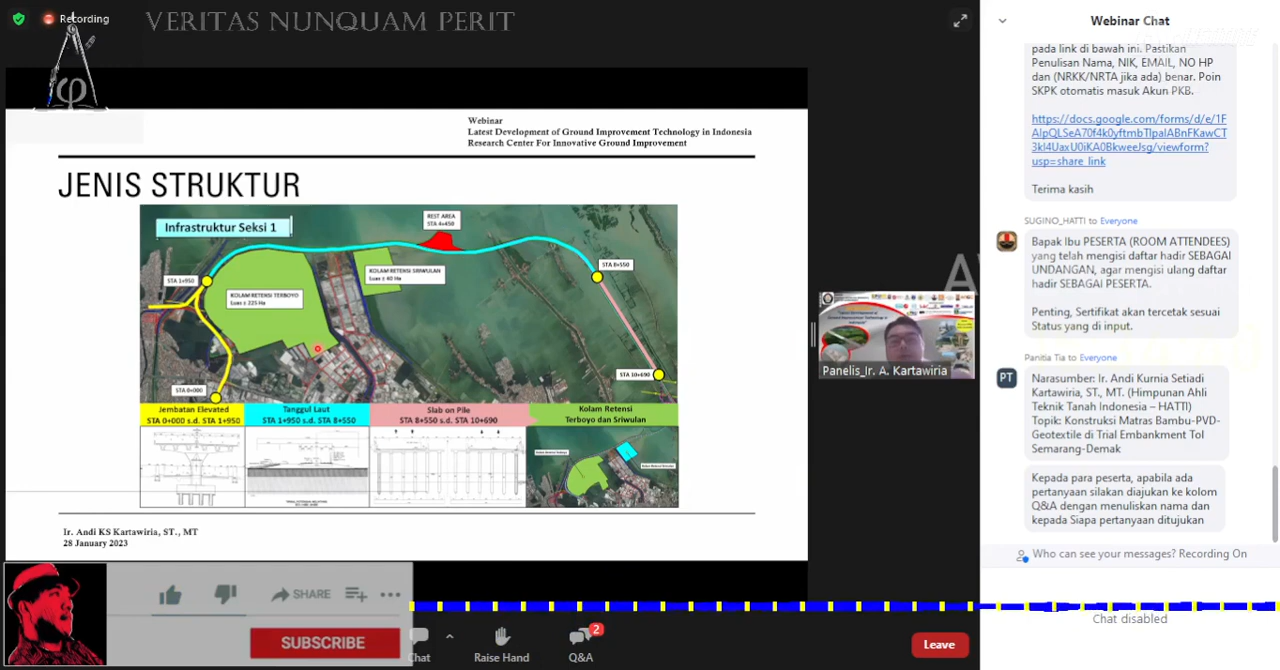 Recording
VERITAS NUNQUAM PERIT
Webinar
Latest Development of Ground Improvement Technology in Indonesia
Research Center For Innovative Ground Improvement
JENIS STRUKTUR
Infrastruktur Seksi 1
REST AREA
STA 4+450
STA 1+950
KOLAM RETENSI TERBOYO
Luas ± 225 Ha
KOLAM RETENSI SRIWULAN
STA 8+550
STA 0+000
STA 10+690
Jembatan Elevated
STA 0+000 s.d. STA 1+950
Tanggul Laut
STA 1+950 s.d. STA 8+550
Slab on Pile
STA 8+550 s.d. STA 10+690
Kolam Retensi
Terboyo dan Sriwulan
Ir. Andi KS Kartawiria, ST., MT
28 January 2023
Panelis_Ir. A. Kartawiria
SHARE
SUBSCRIBE
Chat
Raise Hand
2
Q&A
Leave
Webinar Chat
pada link di bawah ini. Pastikan
Penulisan Nama, NIK, EMAIL, NO HP
dan (NRKK/NRTA jika ada) benar. Poin
SKPK otomatis masuk Akun PKB.
https://docs.google.com/forms/d/e/1F
usp=share_link
Terima kasih
SUGINO_HATTI to Everyone
Bapak Ibu PESERTA (ROOM ATTENDEES)
yang telah mengisi daftar hadir SEBAGAI
UNDANGAN, agar mengisi ulang daftar
hadir SEBAGAI PESERTA.
Penting, Sertifikat akan tercetak sesuai
Status yang di input.
Panitia Tia to Everyone
PT
Narasumber: Ir. Andi Kurnia Setiadi
Kartawiria, ST., MT. (Himpunan Ahli
Teknik Tanah Indonesia – HATTI)
Topik: Konstruksi Matras Bambu-PVD-
Geotextile di Trial Embankment Tol
Semarang-Demak
Kepada para peserta, apabila ada
pertanyaan silakan diajukan ke kolom
Q&A dengan menuliskan nama dan
kepada Siapa pertanyaan ditujukan
Who can see your messages? Recording On
Chat disabled